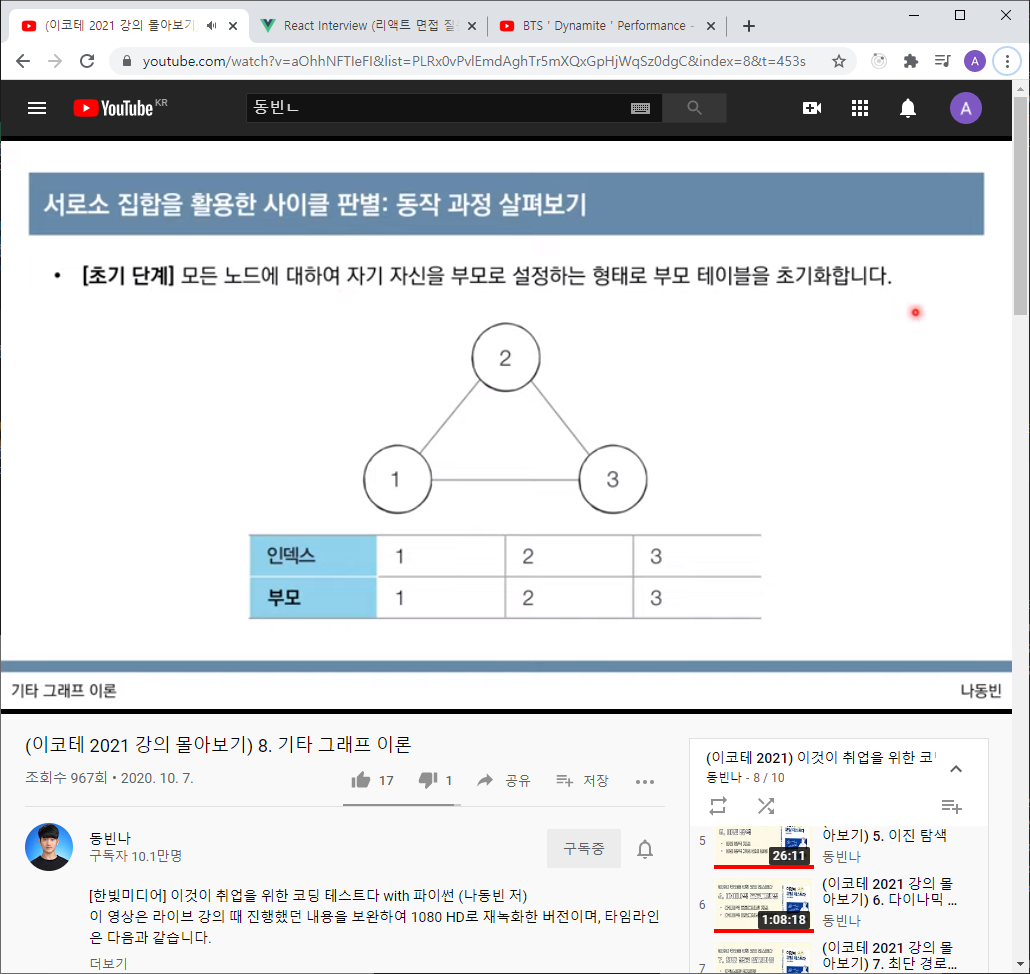 (이코테 2021 강의 몰아보기
React Interview (리액트 면접 질
BTS ' Dynamite ' Performance -
youtube.com/watch?v=aOhhNFTIeFI&list=PLRx0vPvlEmdAghTr5mXQxGpHjWqSz0dgC&index=8&t=453s
A
YouTube KR
동빈ㄴ
A
서로소 집합을 활용한 사이클 판별: 동작 과정 살펴보기
• [초기 단계] 모든 노드에 대하여 자기 자신을 부모로 설정하는 형태로 부모 테이블을 초기화합니다.
2
1
3
인덱스 1 2 3
부모 1 2 3
기타 그래프 이론
나동빈
(이코테 2021 강의 몰아보기) 8. 기타 그래프 이론
조회수 967회 • 2020. 10. 7.
17
1
공유
저장
동빈나
구독자 10.1만명
구독중
[한빛미디어] 이것이 취업을 위한 코딩 테스트다 with 파이썬 (나동빈 저)
이 영상은 라이브 강의 때 진행했던 내용을 보완하여 1080 HD로 재녹화한 버전이며, 타임라인
은 다음과 같습니다.
더보기
(이코테 2021) 이것이 취업을 위한 코
동빈나 - 8 / 10
5
26:11
아보기) 5. 이진 탐색
동빈나
6
1:08:18
(이코테 2021 강의 몰
아보기) 6. 다이나믹 ...
동빈나
7
(이코테 2021 강의 몰
아보기) 7. 최단 경로...